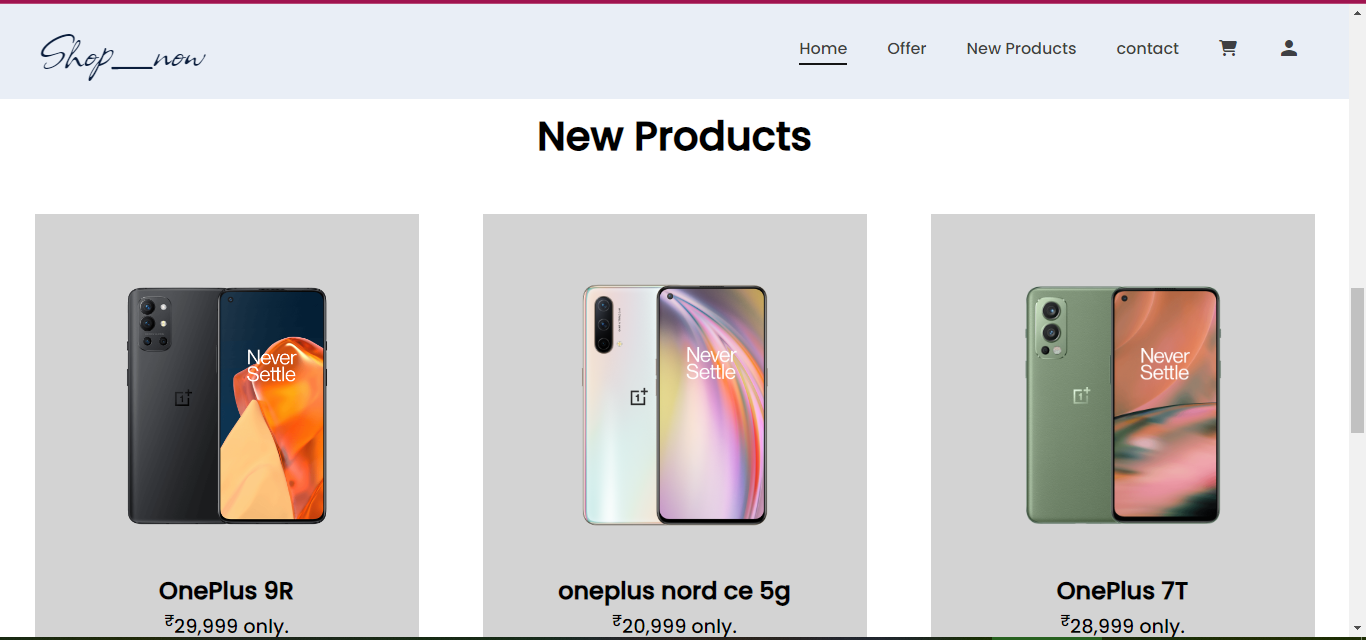 Shop__now
Home Offer New Products contact
New Products
Never
Settle
Never
Settle
Never
Settle
OnePlus 9R
₹29,999 only.
oneplus nord ce 5g
₹20,999 only.
OnePlus 7T
₹28,999 only.